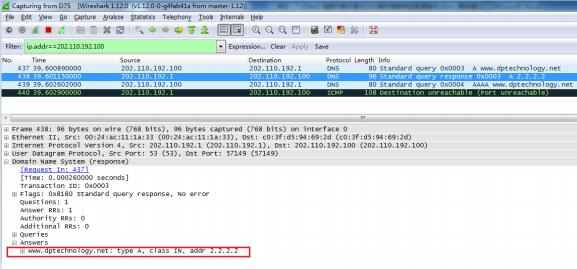 Capturing from D75 [Wireshark 1.12.0 (v1.12.0-0-g4fab41a from master-1.12)]
File Edit View Go Capture Analyze Statistics Telephony Tools Internals Help
Filter: ip.addr==202.110.192.100 Expression... Clear Apply Save
No. Time Source Destination Protocol Length Info
437 39.600890000 202.110.192.100 202.110.192.1 DNS 80 Standard query 0x0003 A www.dptechnology.net
438 39.601150000 202.110.192.1 202.110.192.100 DNS 96 Standard query response 0x0003 A 2.2.2.2
439 39.602602000 202.110.192.100 202.110.192.1 DNS 80 Standard query 0x0004 AAAA www.dptechnology.net
440 39.602900000 202.110.192.1 202.110.192.100 ICMP 108 Destination unreachable (Port unreachable)
Frame 438: 96 bytes on wire (768 bits), 96 bytes captured (768 bits) on interface 0
Ethernet II, Src: 00:24:ac:11:1a:33 (00:24:ac:11:1a:33), Dst: c0:3f:d5:94:69:2d (c0:3f:d5:94:69:2d)
Internet Protocol Version 4, Src: 202.110.192.1 (202.110.192.1), Dst: 202.110.192.100 (202.110.192.100)
User Datagram Protocol, Src Port: 53 (53), Dst Port: 57149 (57149)
Domain Name System (response)
[Request In: 437]
[Time: 0.000260000 seconds]
Transaction ID: 0x0003
Flags: 0x8180 Standard query response, No error
Questions: 1
Answer RRs: 1
Authority RRs: 0
Additional RRs: 0
Queries
Answers
www.dptechnology.net: type A, class IN, addr 2.2.2.2